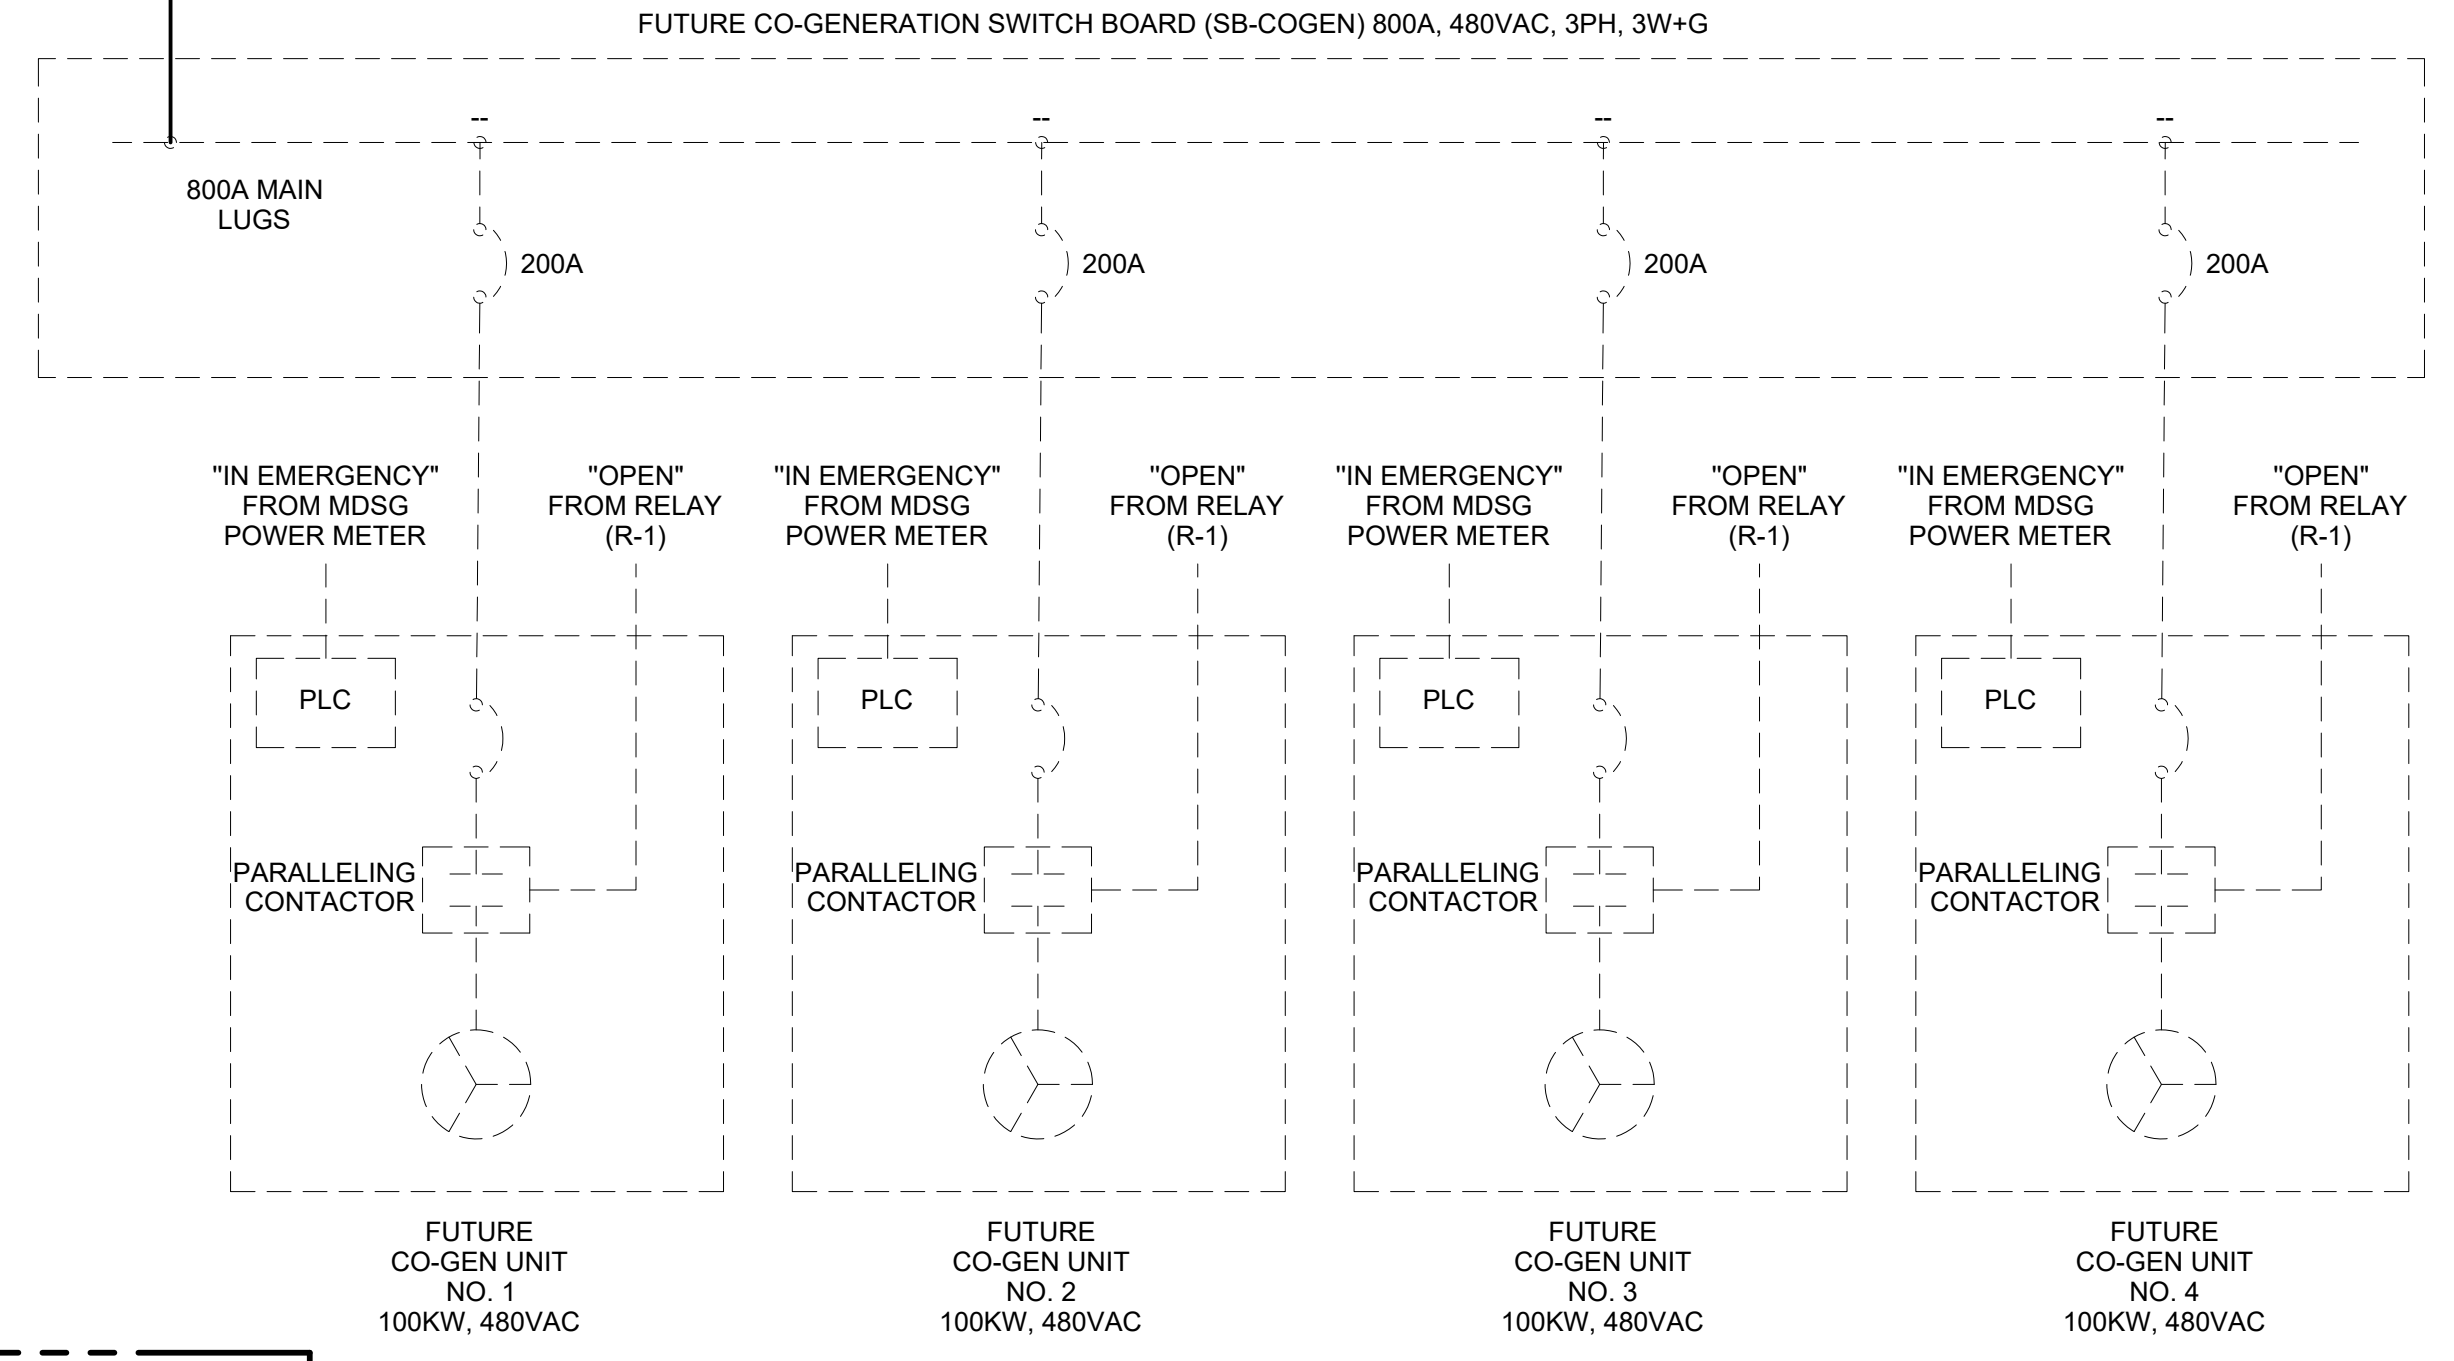 FUTURE CO-GENERATION SWITCH BOARD (SB-COGEN) 800A, 480VAC, 3PH, 3W+G
--
--
--
--
800A MAIN
LUGS
200A
200A
200A
200A
"IN EMERGENCY"
FROM MDSG
POWER METER
"OPEN"
FROM RELAY
(R-1)
"IN EMERGENCY"
FROM MDSG
POWER METER
"OPEN"
FROM RELAY
(R-1)
"IN EMERGENCY"
FROM MDSG
POWER METER
"OPEN"
FROM RELAY
(R-1)
"IN EMERGENCY"
FROM MDSG
POWER METER
"OPEN"
FROM RELAY
(R-1)
PLC
PLC
PLC
PLC
PARALLELING
CONTACTOR
PARALLELING
CONTACTOR
PARALLELING
CONTACTOR
PARALLELING
CONTACTOR
FUTURE
CO-GEN UNIT
NO. 1
100KW, 480VAC
FUTURE
CO-GEN UNIT
NO. 2
100KW, 480VAC
FUTURE
CO-GEN UNIT
NO. 3
100KW, 480VAC
FUTURE
CO-GEN UNIT
NO. 4
100KW, 480VAC